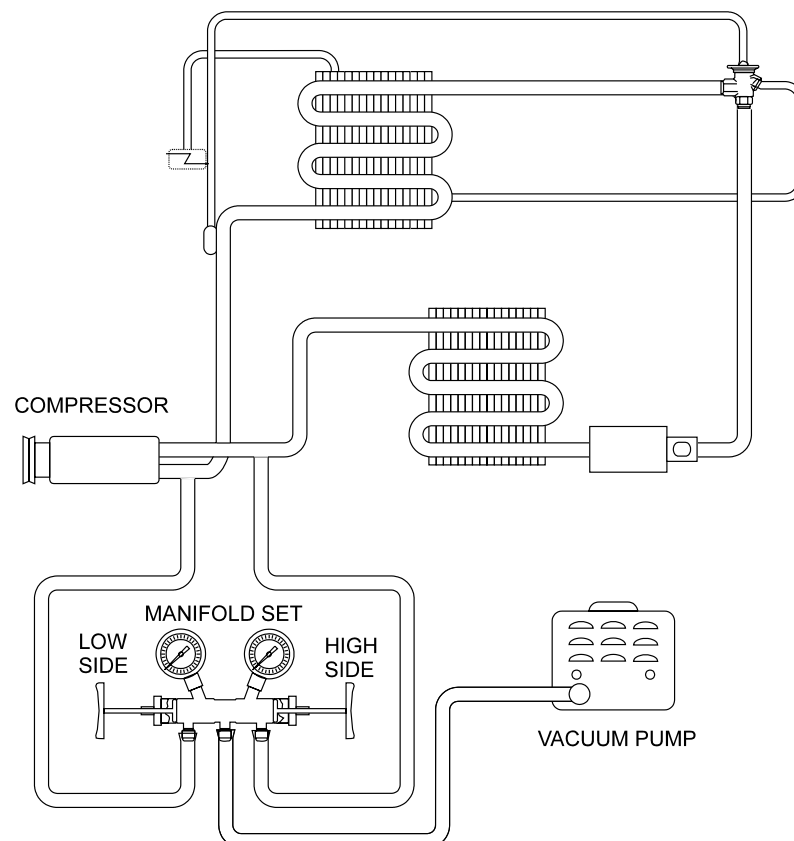 COMPRESSOR
MANIFOLD SET
LOW
SIDE
HIGH
SIDE
VACUUM PUMP